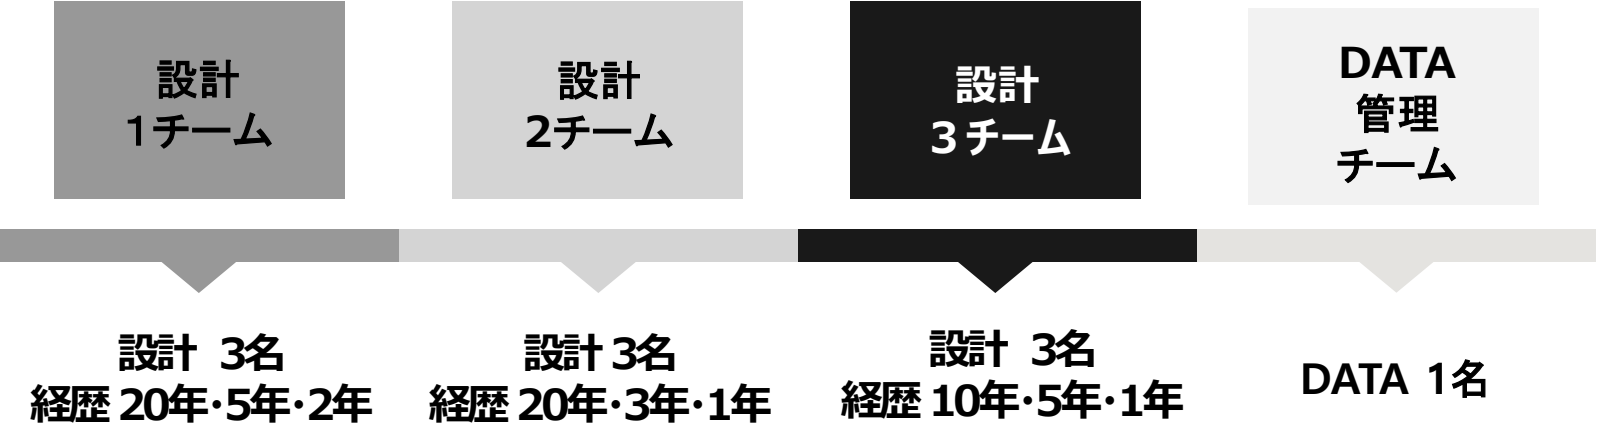 設計
１チーム
設計
2チーム
設計
３チーム
DATA
管理
チーム
設計 3名
経歴 20年・5年・2年
設計 3名
経歴 20年・3年・1年
設計 3名
経歴 10年・5年・1年
DATA 1名